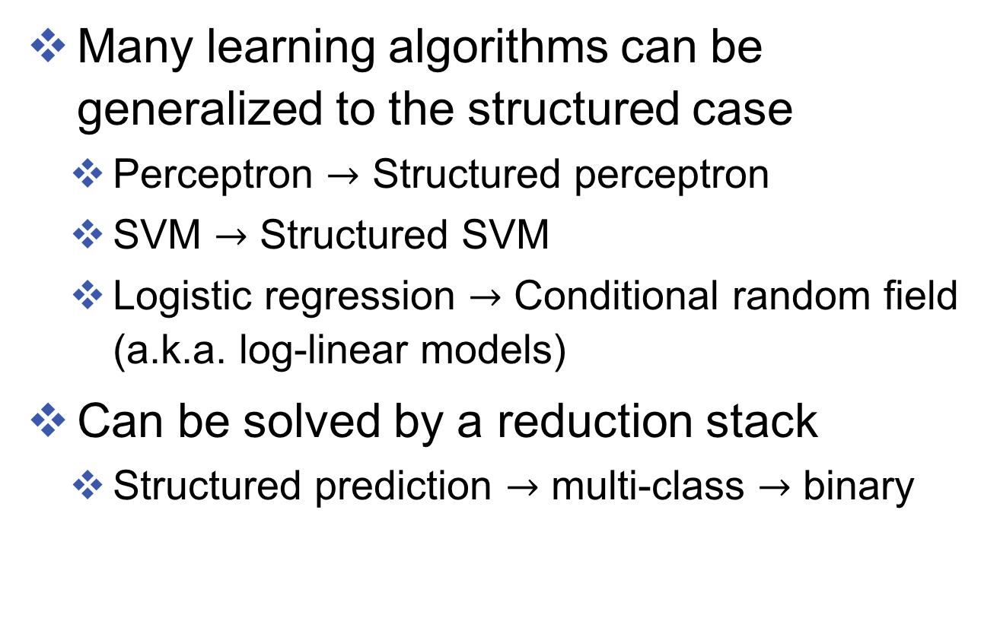 ❖ Many learning algorithms can be
generalized to the structured case
❖ Perceptron → Structured perceptron
❖ SVM → Structured SVM
❖ Logistic regression → Conditional random field
(a.k.a. log-linear models)
❖ Can be solved by a reduction stack
❖ Structured prediction → multi-class → binary